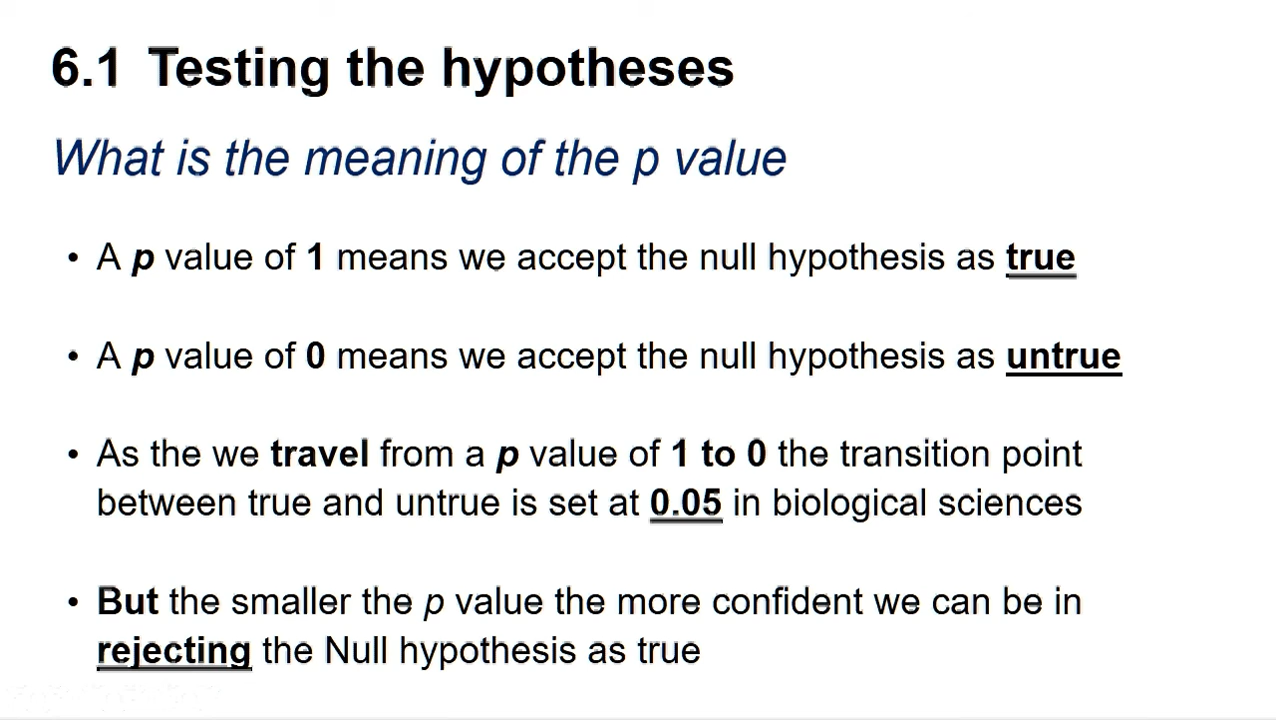 6.1 Testing the hypotheses
What is the meaning of the p value
• A p value of 1 means we accept the null hypothesis as true
• A p value of 0 means we accept the null hypothesis as untrue
• As the we travel from a p value of 1 to 0 the transition point
between true and untrue is set at 0.05 in biological sciences
• But the smaller the p value the more confident we can be in
rejecting the Null hypothesis as true